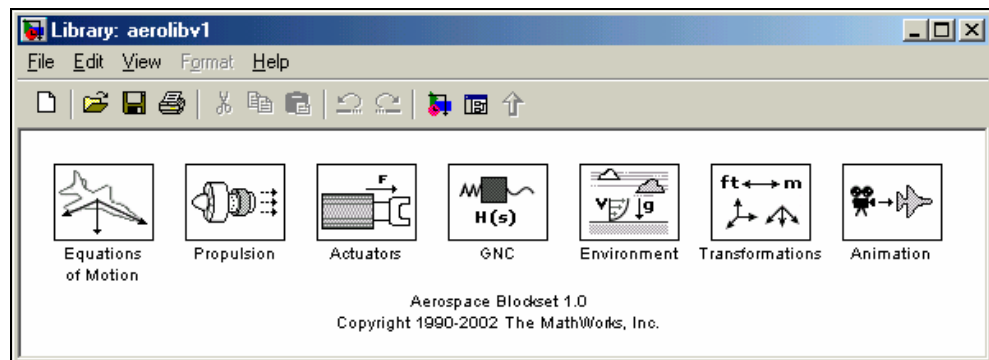 Library: aerolibv1
File Edit View Format Help
F
ft m
H(s)
V g
Equations of Motion
Propulsion
Actuators
GNC
Environment
Transformations
Animation
Aerospace Blockset 1.0
Copyright 1990-2002 The MathWorks, Inc.